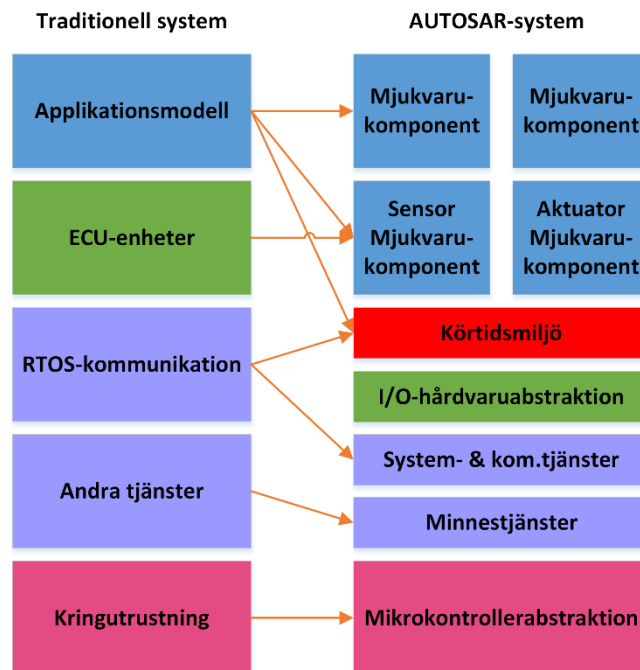 Traditionell system
AUTOSAR-system
Applikationsmodell
Mjukvaru-
komponent
Mjukvaru-
komponent
ECU-enheter
Sensor
Mjukvaru-
komponent
Aktuator
Mjukvaru-
komponent
RTOS-kommunikation
Körtidsmiljö
I/O-hårdvaruabstraktion
System- & kom.tjänster
Andra tjänster
Minnestjänster
Kringutrustning
Mikrokontrollerabstraktion